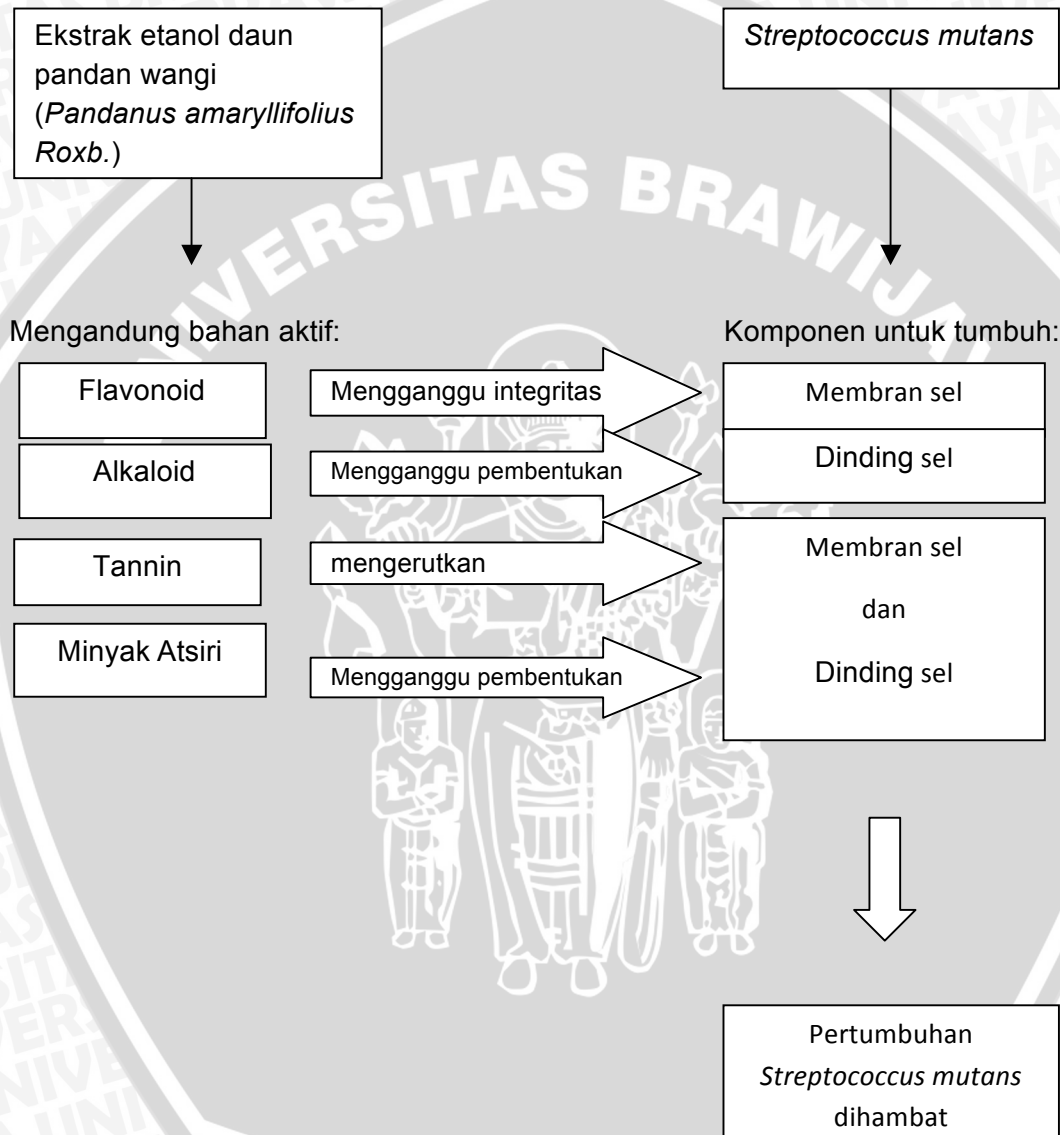 Ekstrak etanol daun
pandan wangi
(Pandanus amaryllifolius
Roxb.)
Streptococcus mutans
UNIVERSITAS BRAWIJAY
Mengandung bahan aktif:
Komponen untuk tumbuh:
Flavonoid
Mengganggu integritas
Membran sel
Alkaloid
Mengganggu pembentukan
Dinding sel
Tannin
mengerutkan
Membran sel
dan
Dinding sel
Minyak Atsiri
Mengganggu pembentukan
Pertumbuhan
Streptococcus mutans
dihambat